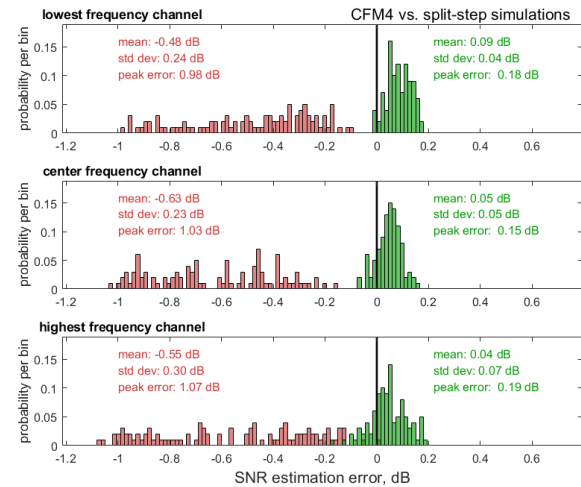 lowest frequency channel CFM4 vs. split-step simulations
mean: -0.48 dB
std dev: 0.24 dB
peak error: 0.98 dB
mean: 0.09 dB
std dev: 0.04 dB
peak error: 0.18 dB
probability per bin
0.15
0.1
0.05
0
-1.2 -1 -0.8 -0.6 -0.4 -0.2 0 0.2 0.4 0.6
center frequency channel
mean: -0.63 dB
std dev: 0.23 dB
peak error: 1.03 dB
mean: 0.05 dB
std dev: 0.05 dB
peak error: 0.15 dB
probability per bin
0.15
0.1
0.05
0
-1.2 -1 -0.8 -0.6 -0.4 -0.2 0 0.2 0.4 0.6
highest frequency channel
mean: -0.55 dB
std dev: 0.30 dB
peak error: 1.07 dB
mean: 0.04 dB
std dev: 0.07 dB
peak error: 0.19 dB
probability per bin
0.15
0.1
0.05
0
-1.2 -1 -0.8 -0.6 -0.4 -0.2 0 0.2 0.4 0.6
SNR estimation error, dB